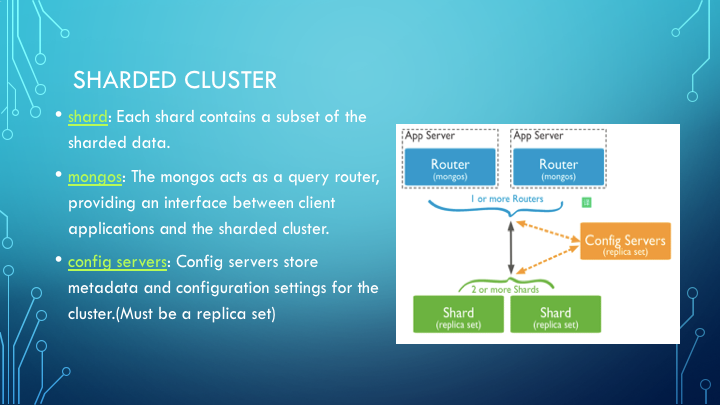 SHARDED CLUSTER
• shard: Each shard contains a subset of the
sharded data.
• mongos: The mongos acts as a query router,
providing an interface between client
applications and the sharded cluster.
• config servers: Config servers store
metadata and configuration settings for the
cluster.(Must be a replica set)
App Server
Router
(mongos)
App Server
Router
(mongos)
1 or more Routers
Config Servers
(replica set)
2 or more Shards
Shard
(replica set)
Shard
(replica set)